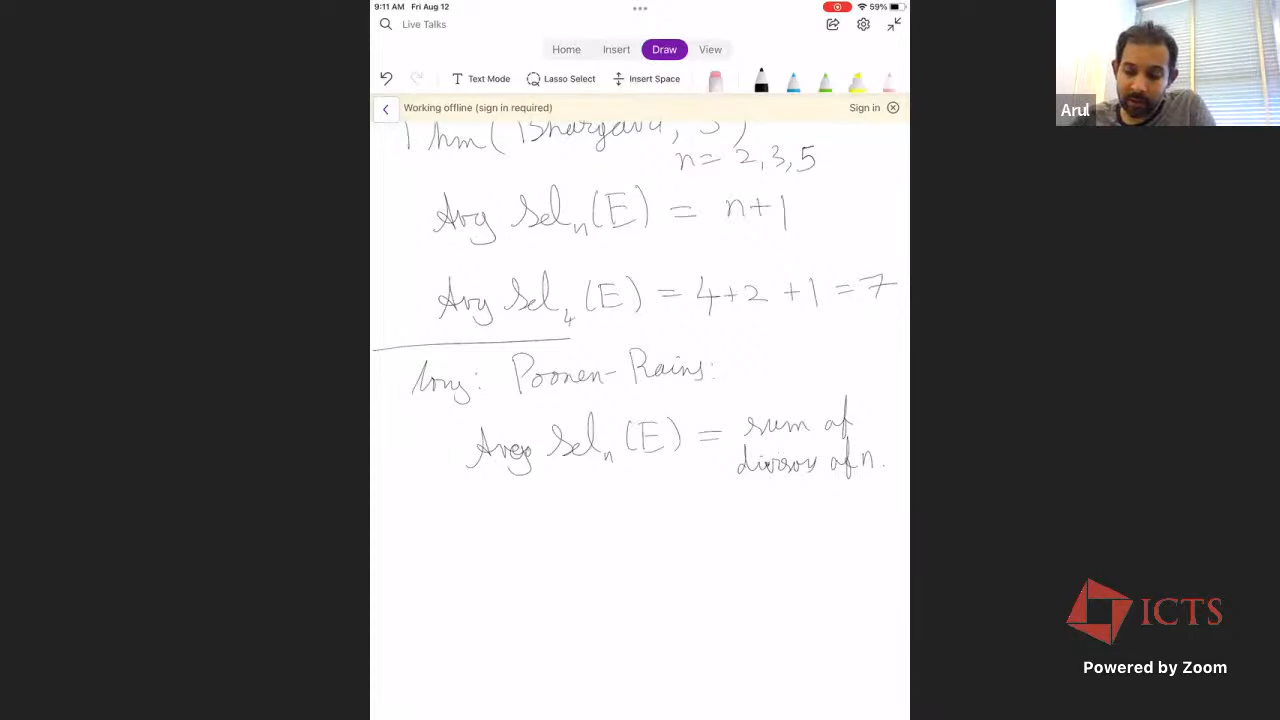 9:11 AM Fri Aug 12
59%
Live Talks
Home Insert Draw View
Text Mode Lasso Select Insert Space
Working offline (sign in required) Sign in
Thm (Bhargava, S)
n = 2, 3, 5
Avg Sel_n (E) = n+1
Avg Sel_4 (E) = 4+2+1 = 7
Conj: Poonen-Rains:
Avg Sel_n (E) = sum of
divisors of n.
Arul
ICTS
Powered by Zoom